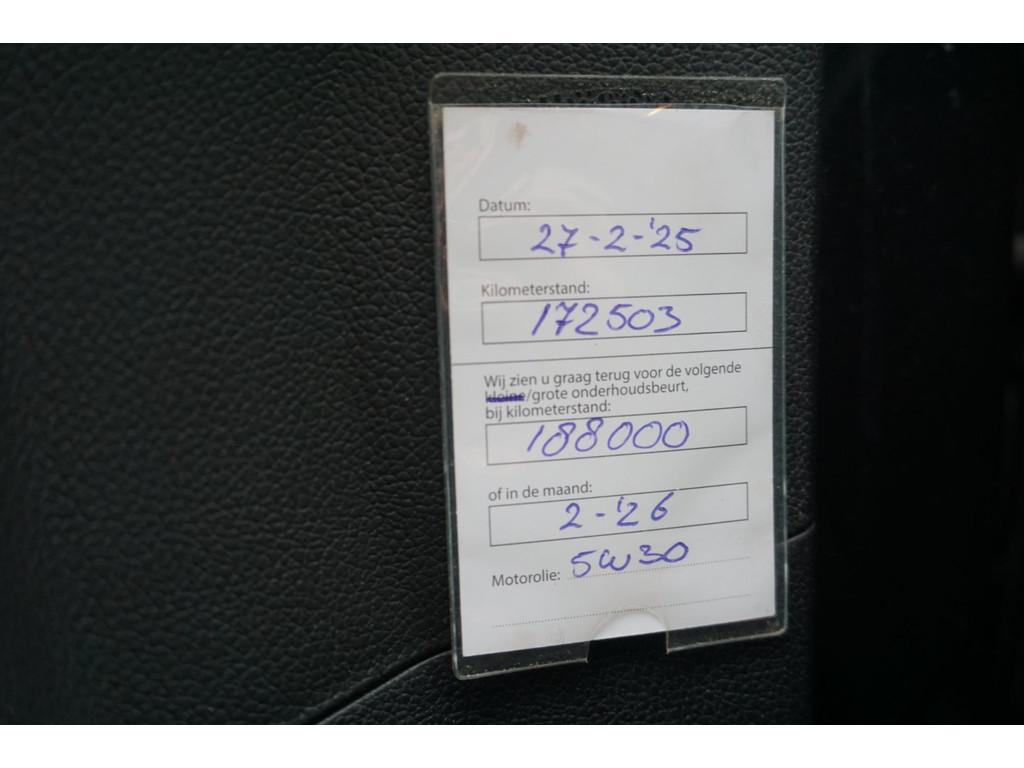 Datum:
27-2-'25
Kilometerstand:
172503
Wij zien u graag terug voor de volgende
kleine/grote onderhoudsbeurt,
bij kilometerstand:
188000
of in de maand:
2-'26
Motorolie: 5W30